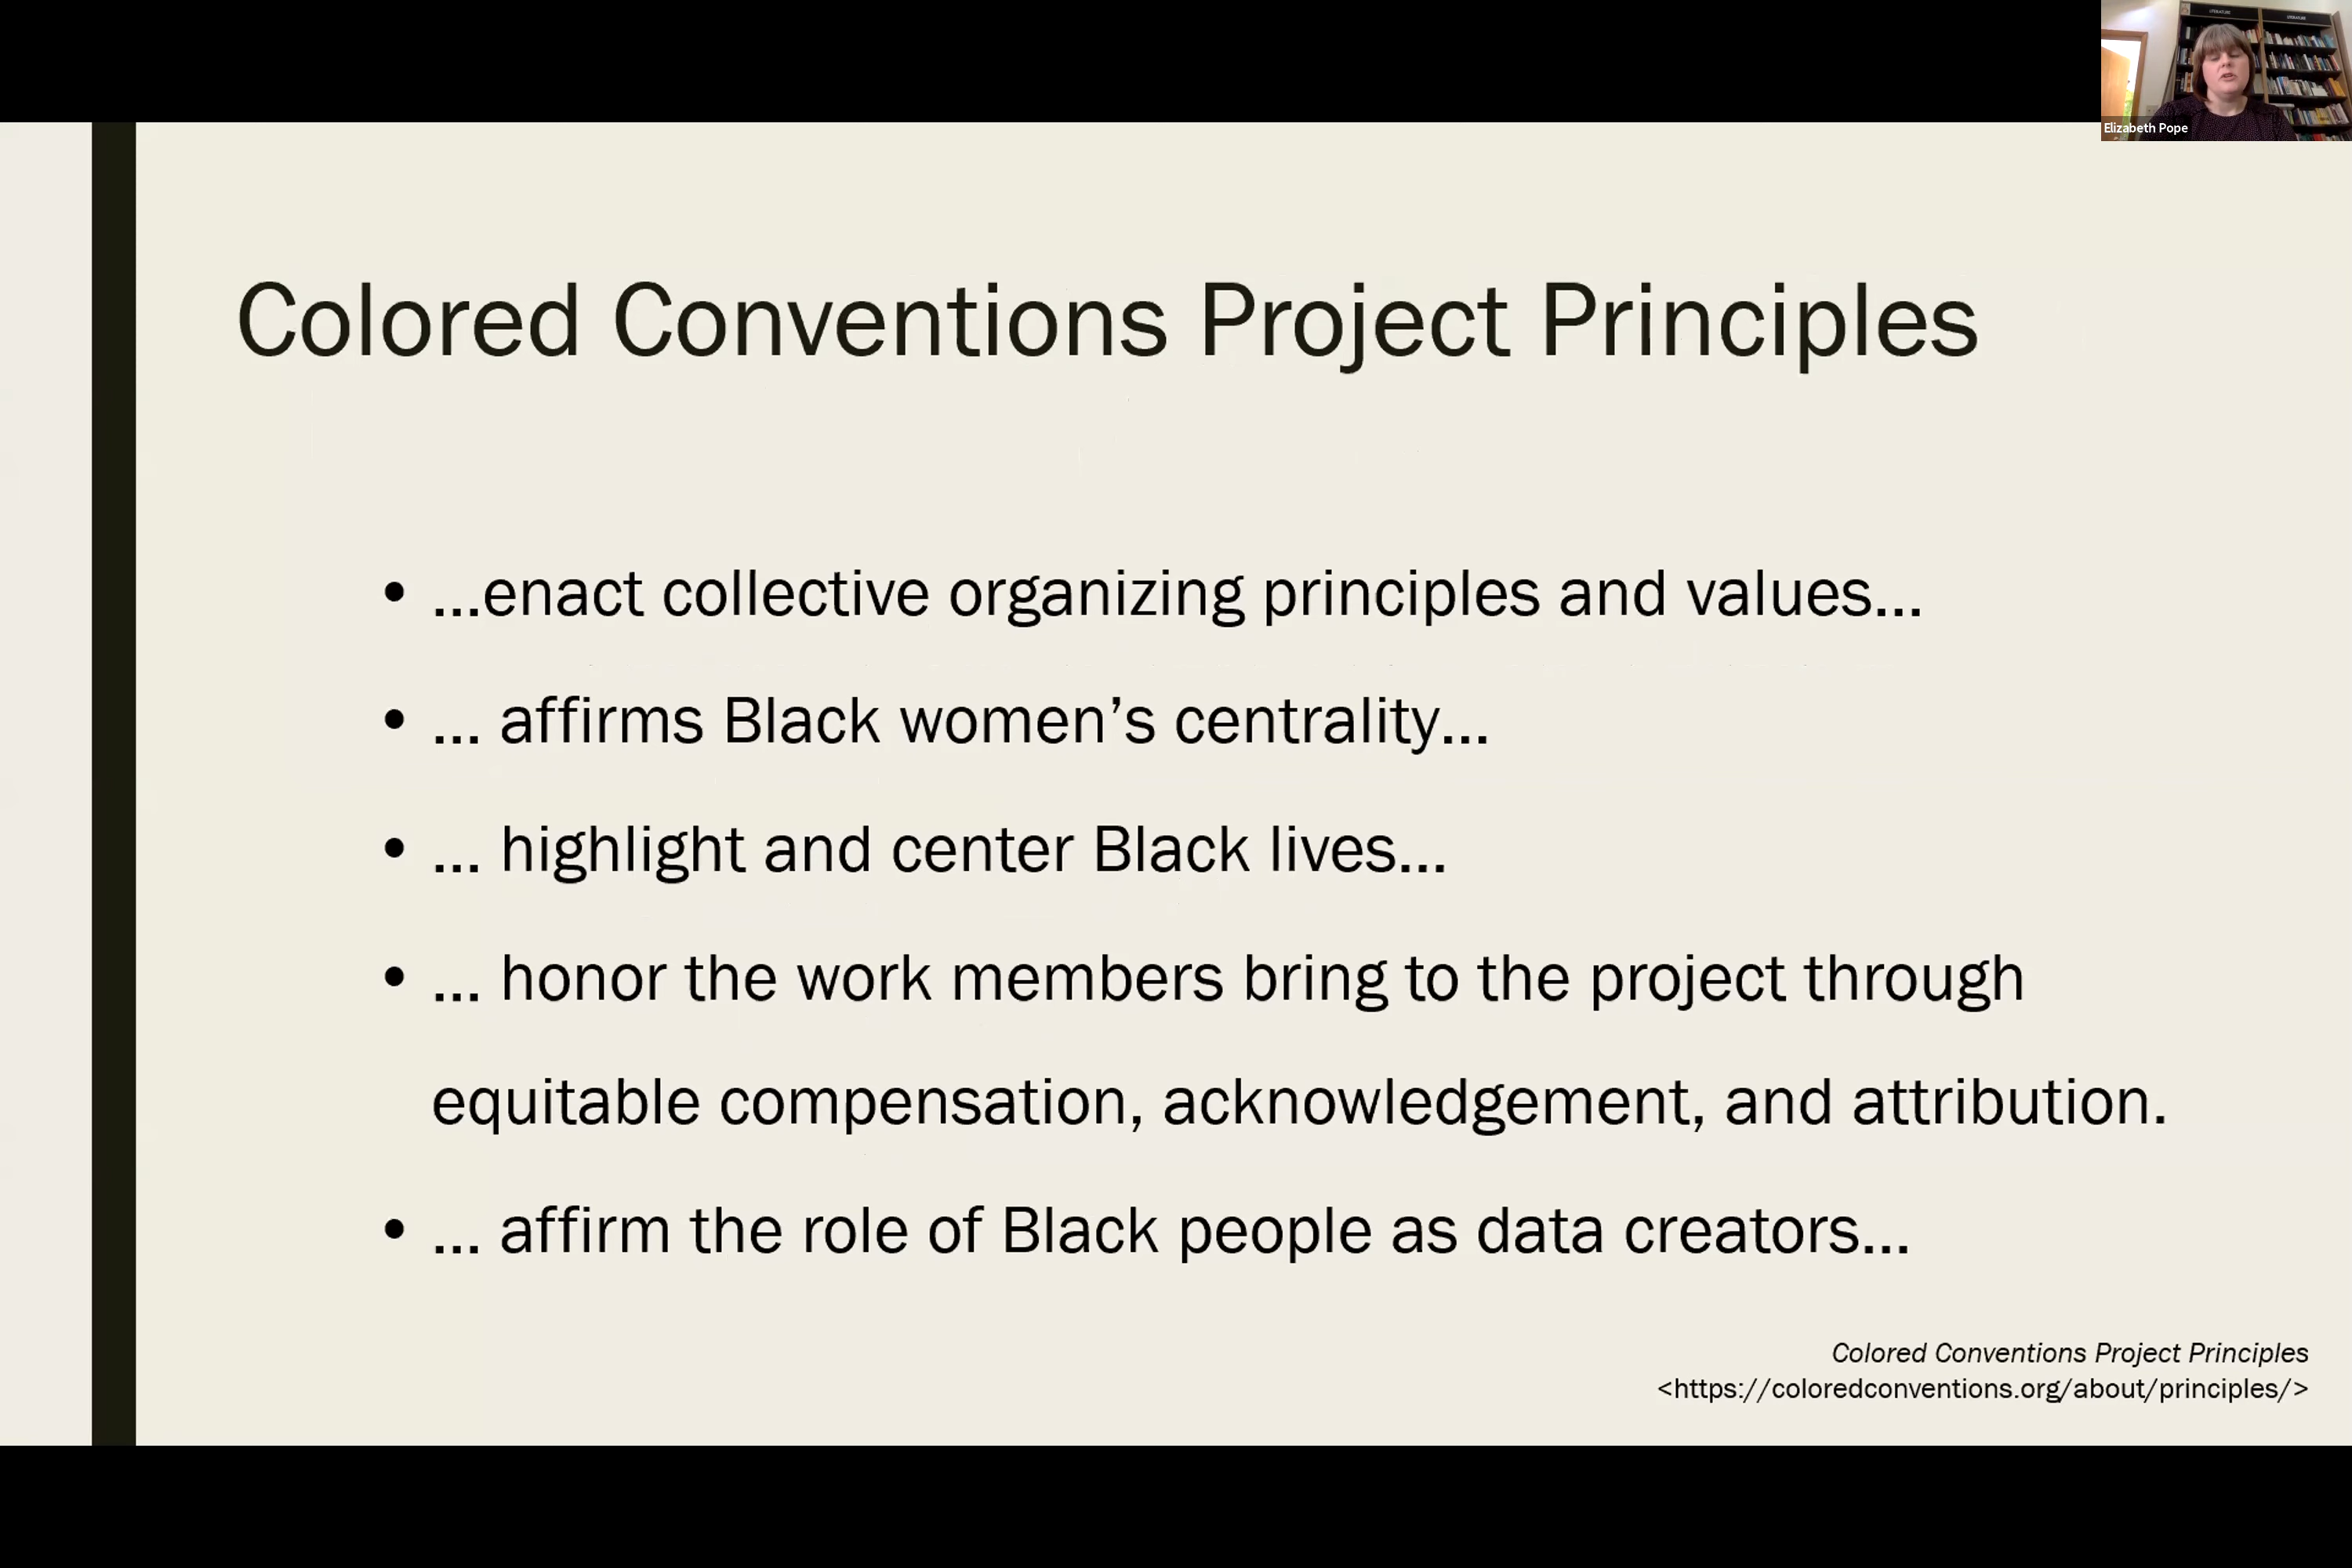 LITERATURE
LITERATURE
Elizabeth Pope
Colored Conventions Project Principles
• ...enact collective organizing principles and values...
• ... affirms Black women’s centrality...
• ... highlight and center Black lives...
• ... honor the work members bring to the project through
equitable compensation, acknowledgement, and attribution.
• ... affirm the role of Black people as data creators...
Colored Conventions Project Principles
<https://coloredconventions.org/about/principles/>